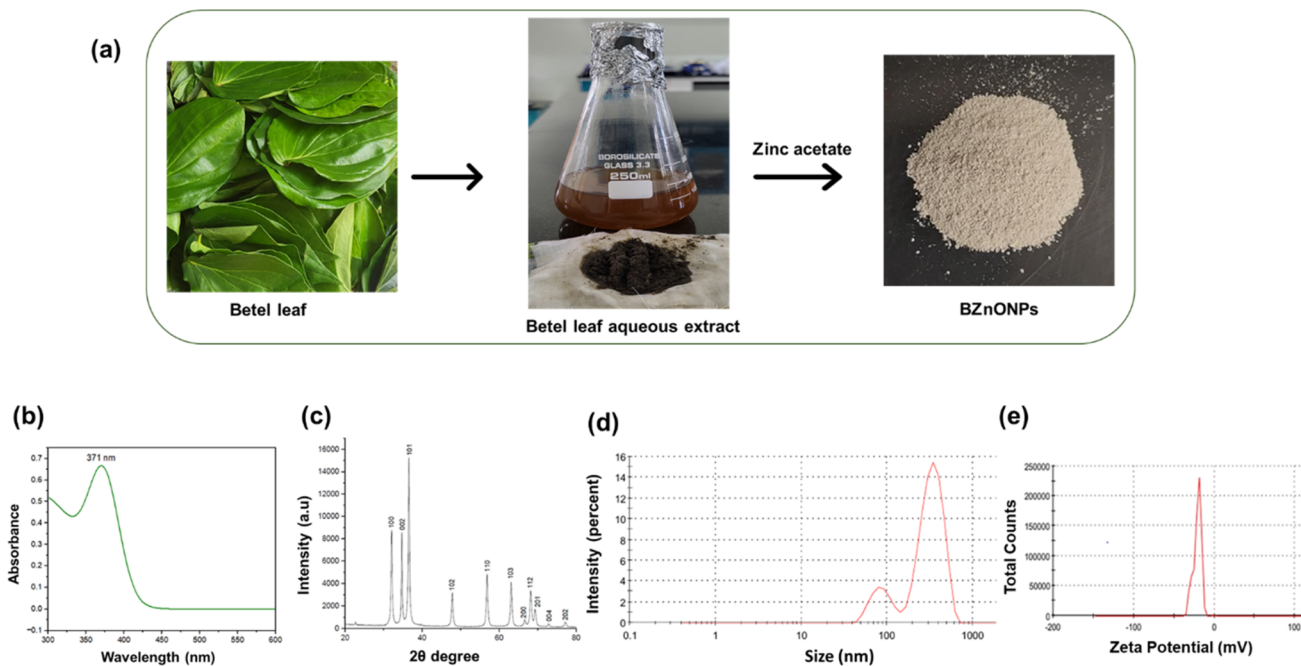 (a)
BOROSILICATE
GLASS 3.3
250ml
Zinc acetate
Betel leaf
Betel leaf aqueous extract
BZnONPs
(b)
371 nm
0.7
0.6
0.5
0.4
0.3
0.2
0.1
0.0
−0.1
300 350 400 450 500 550 600
Absorbance
Wavelength (nm)
(c)
16000
14000
12000
10000
8000
6000
4000
2000
0
20 40 60 80
100
002
101
102
110
103
200
112
201
004
202
Intensity (a.u)
2θ degree
(d)
16
14
12
10
8
6
4
2
0
0.1 1 10 100 1000
Intensity (percent)
Size (nm)
(e)
250000
200000
150000
100000
50000
0
-200 -100 0 100
Total Counts
Zeta Potential (mV)